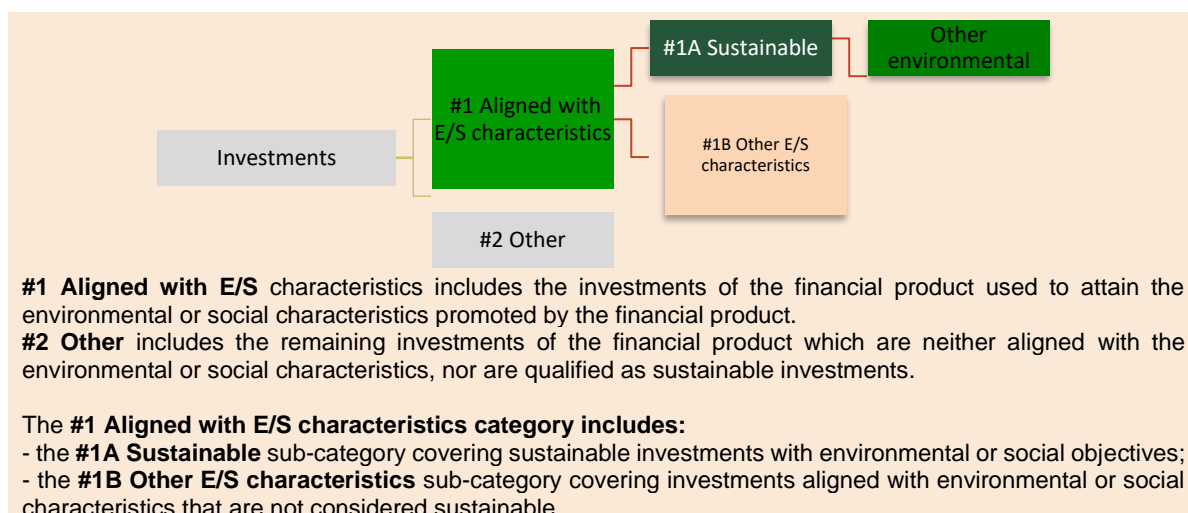 #1A Sustainable
Other
environmental
#1 Aligned with
E/S characteristics
#1B Other E/S
characteristics
Investments
#2 Other
#1 Aligned with E/S characteristics includes the investments of the financial product used to attain the
environmental or social characteristics promoted by the financial product.
#2 Other includes the remaining investments of the financial product which are neither aligned with the
environmental or social characteristics, nor are qualified as sustainable investments.
The #1 Aligned with E/S characteristics category includes:
- the #1A Sustainable sub-category covering sustainable investments with environmental or social objectives;
- the #1B Other E/S characteristics sub-category covering investments aligned with environmental or social
characteristics that are not considered sustainable